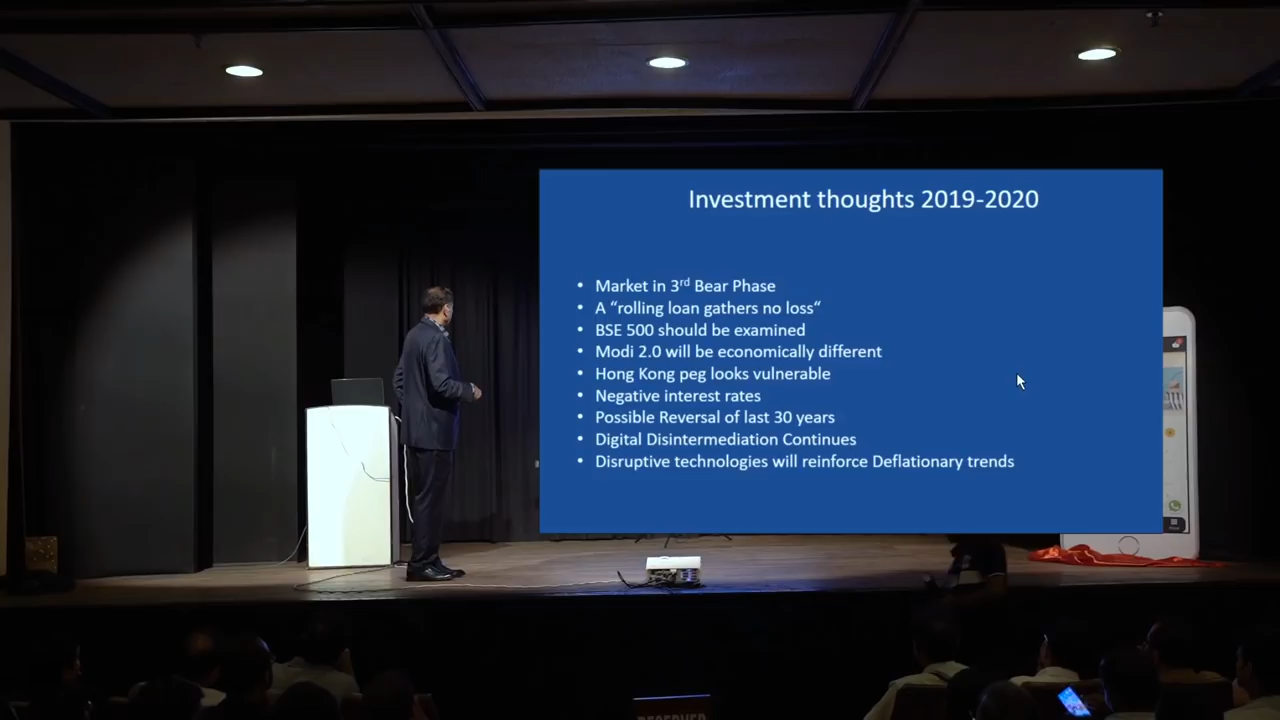 Investment thoughts 2019-2020
• Market in 3rd Bear Phase
• A “rolling loan gathers no loss“
• BSE 500 should be examined
• Modi 2.0 will be economically different
• Hong Kong peg looks vulnerable
• Negative interest rates
• Possible Reversal of last 30 years
• Digital Disintermediation Continues
• Disruptive technologies will reinforce Deflationary trends
RESERVED